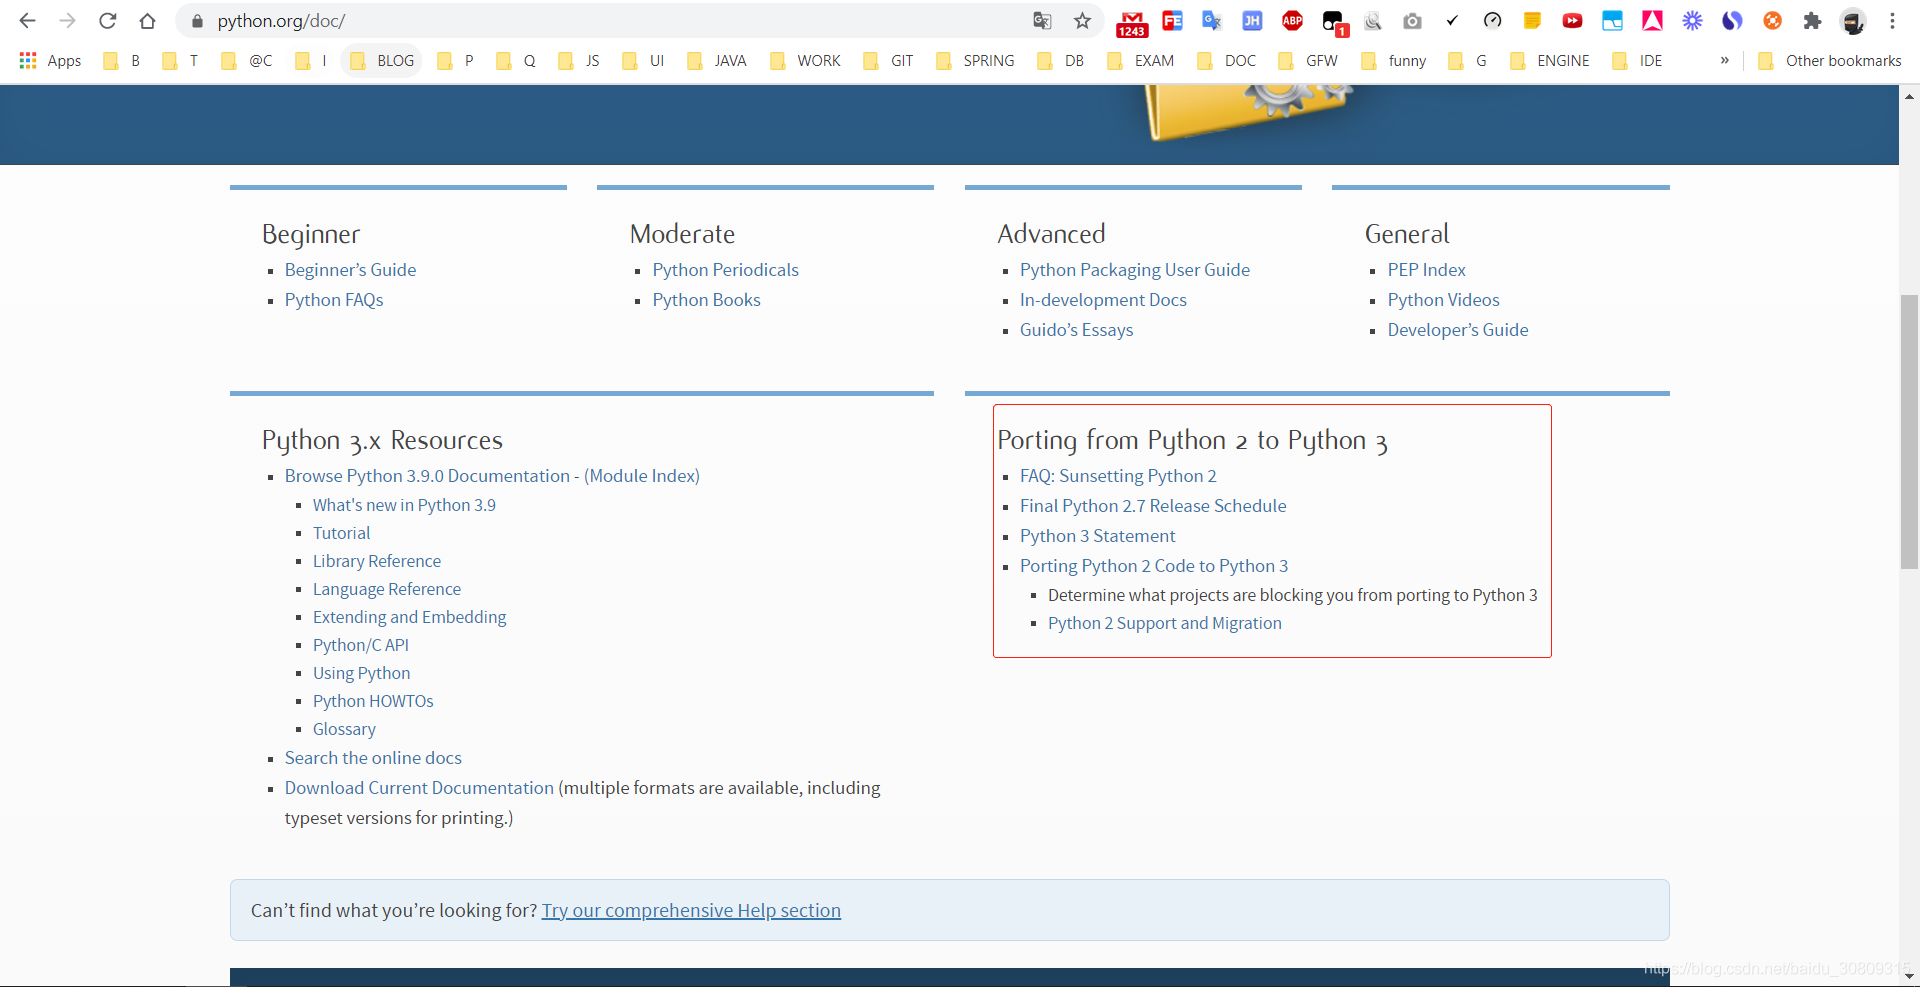 python.org/doc/
1243
FE
JH
ABP
1
Apps
B
T
@C
I
BLOG
P
Q
JS
UI
JAVA
WORK
GIT
SPRING
DB
EXAM
DOC
GFW
funny
G
ENGINE
IDE
»
Other bookmarks
Beginner
Beginner’s Guide
Python FAQs
Moderate
Python Periodicals
Python Books
Advanced
Python Packaging User Guide
In-development Docs
Guido’s Essays
General
PEP Index
Python Videos
Developer’s Guide
Python 3.x Resources
Browse Python 3.9.0 Documentation - (Module Index)
What's new in Python 3.9
Tutorial
Library Reference
Language Reference
Extending and Embedding
Python/C API
Using Python
Python HOWTOs
Glossary
Search the online docs
Download Current Documentation (multiple formats are available, including
typeset versions for printing.)
Porting from Python 2 to Python 3
FAQ: Sunsetting Python 2
Final Python 2.7 Release Schedule
Python 3 Statement
Porting Python 2 Code to Python 3
Determine what projects are blocking you from porting to Python 3
Python 2 Support and Migration
Can’t find what you’re looking for? Try our comprehensive Help section
https://blog.csdn.net/baidu_30809315